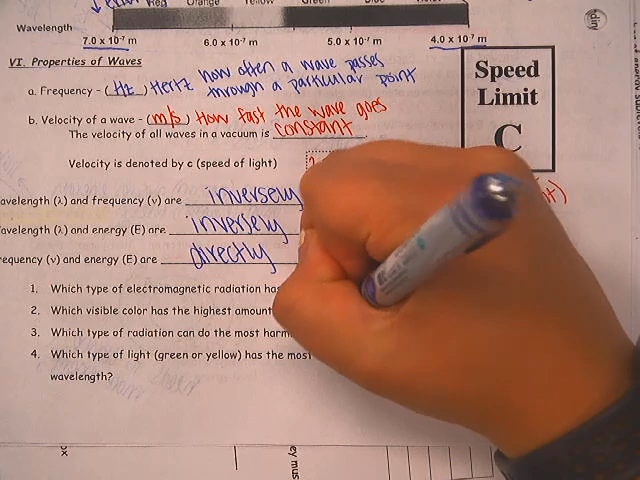 Red Orange Yellow Green Blue Violet
Wavelength
7.0 x 10⁻⁷ m 6.0 x 10⁻⁷ m 5.0 x 10⁻⁷ m 4.0 x 10⁻⁷ m
VI. Properties of Waves
a. Frequency - (Hz) Hertz how often a wave passes
through a particular point
b. Velocity of a wave - (m/s) How fast the wave goes
The velocity of all waves in a vacuum is constant
Velocity is denoted by c (speed of light)
Speed
Limit
C
avelength (λ) and frequency (ν) are inversely
avelength (λ) and energy (E) are inversely
equency (ν) and energy (E) are directly
1. Which type of electromagnetic radiation has
2. Which visible color has the highest amount
3. Which type of radiation can do the most harm
4. Which type of light (green or yellow) has the most
wavelength?
ey mus